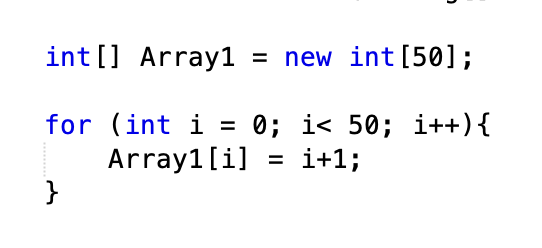 int[] Array1 = new int[50];
for (int i = 0; i< 50; i++){
Array1[i] = i+1;
}